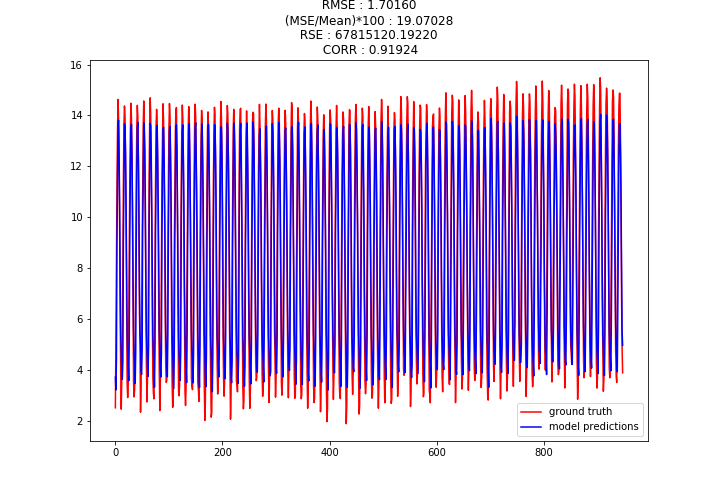 RMSE : 1.70160
(MSE/Mean)*100 : 19.07028
RSE : 67815120.19220
CORR : 0.91924
16
14
12
10
8
6
4
2
0
200
400
600
800
ground truth
model predictions